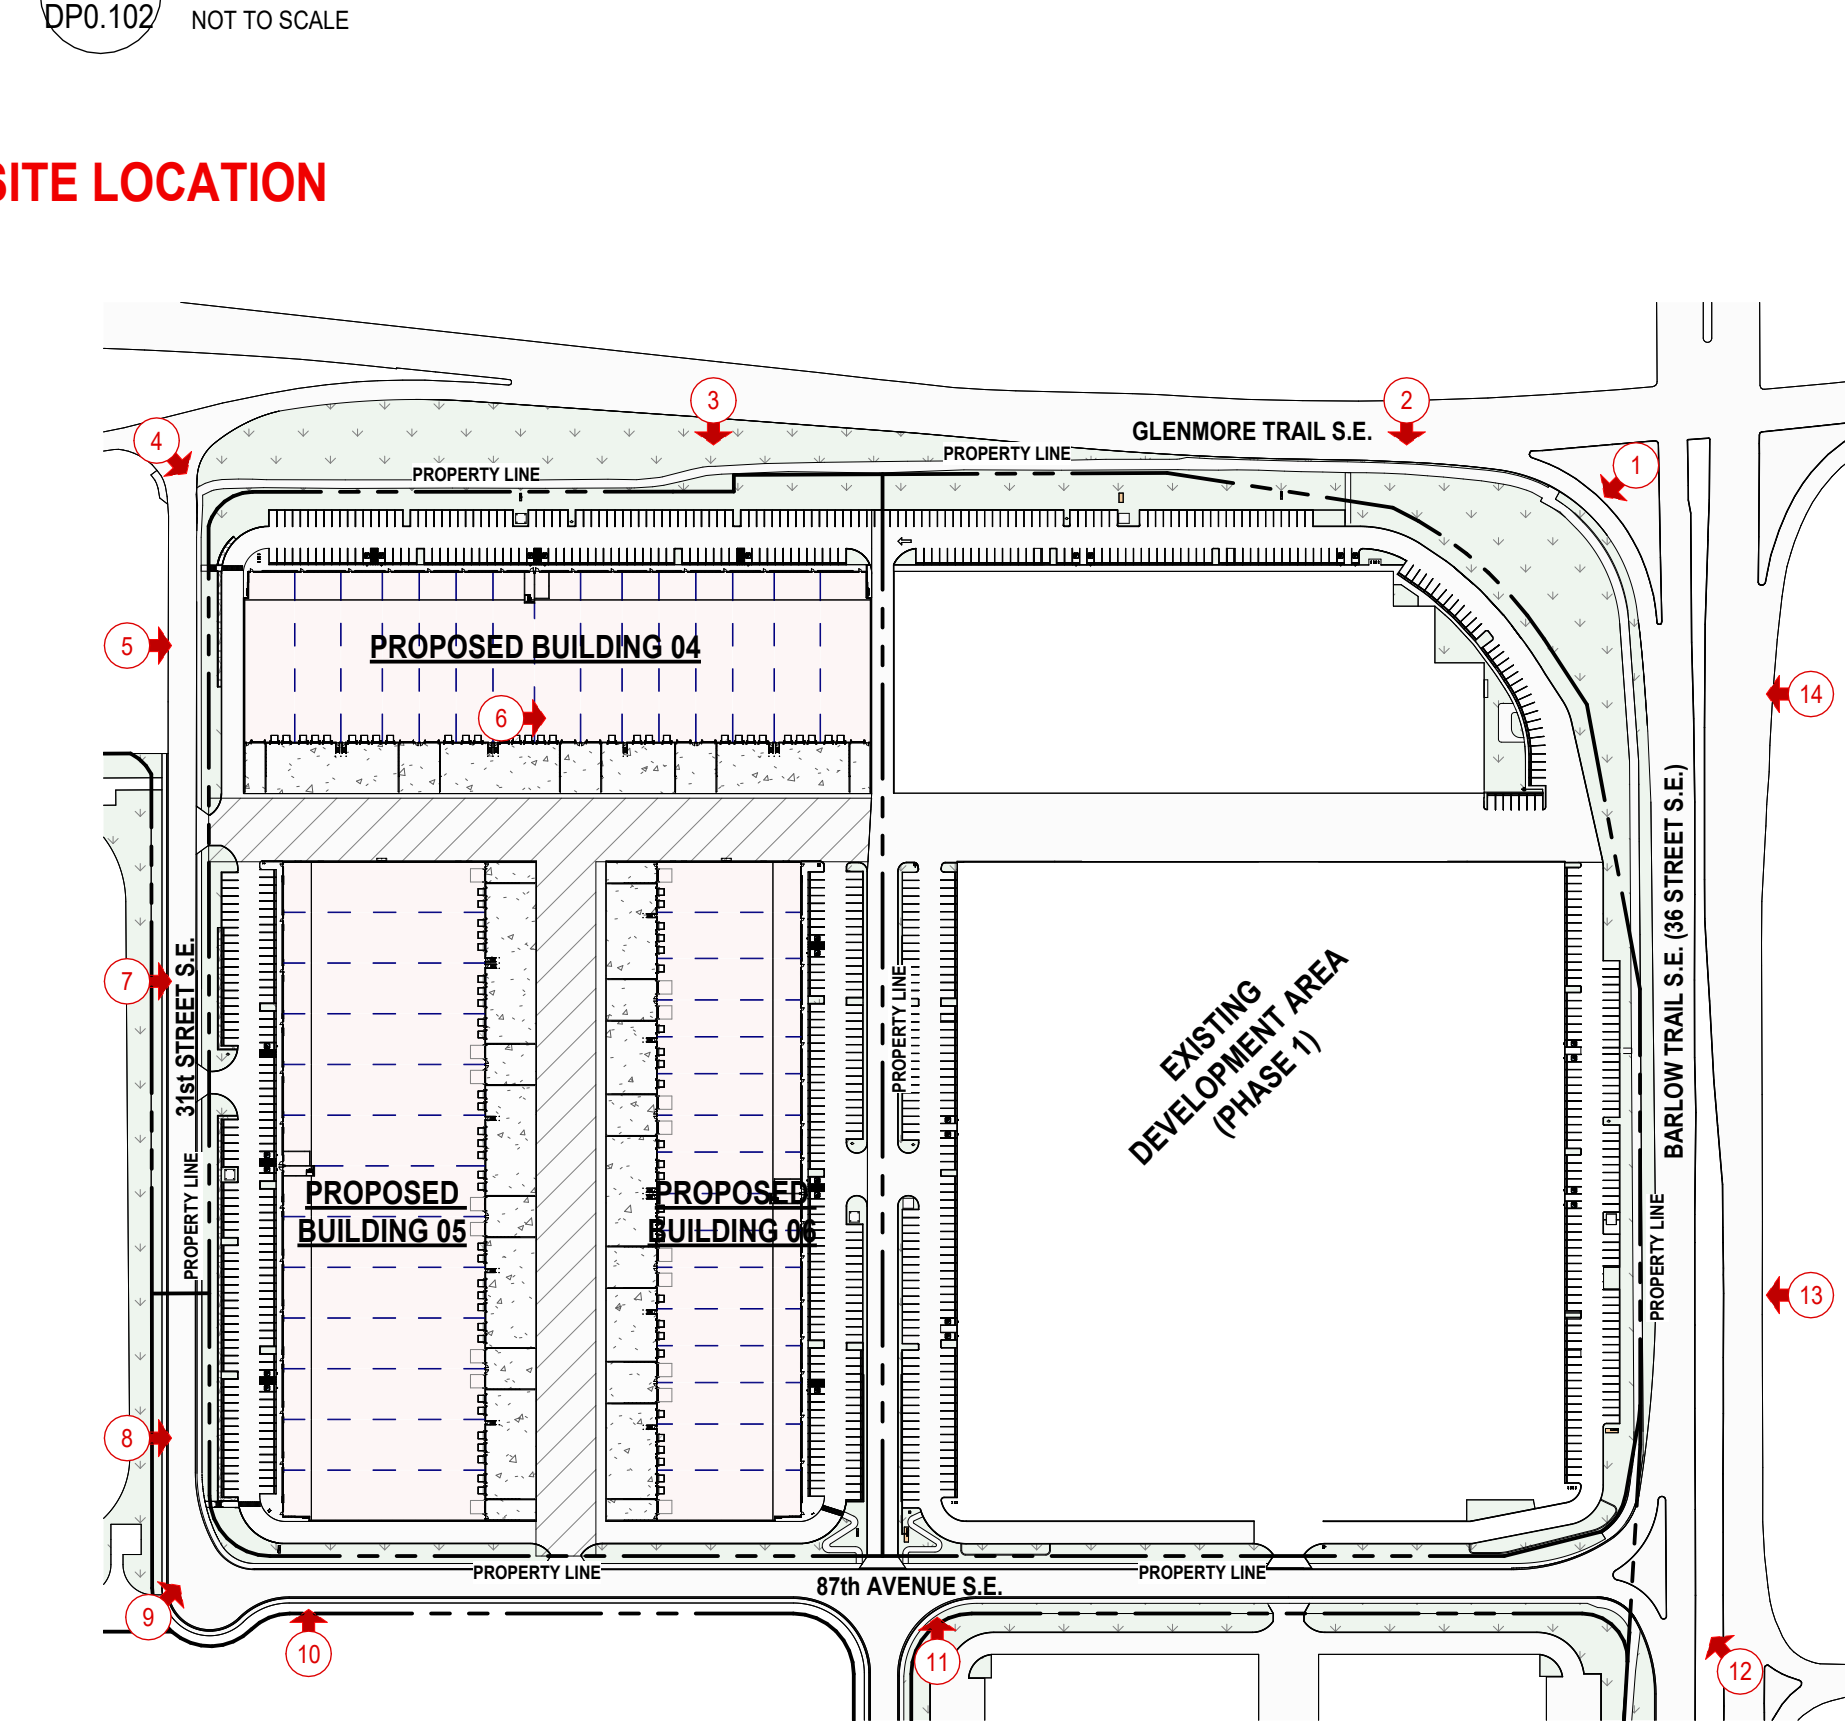 DP0.102
NOT TO SCALE
SITE LOCATION
3
2
4
GLENMORE TRAIL S.E.
PROPERTY LINE
1
PROPERTY LINE
5
PROPOSED BUILDING 04
6
14
7
31st STREET S.E.
PROPERTY LINE
PROPERTY LINE
EXISTING
DEVELOPMENT AREA
(PHASE 1)
BARLOW TRAIL S.E. (36 STREET S.E.)
PROPERTY LINE
PROPOSED
BUILDING 05
PROPOSED
BUILDING 06
13
8
PROPERTY LINE
87th AVENUE S.E.
PROPERTY LINE
9
10
11
12